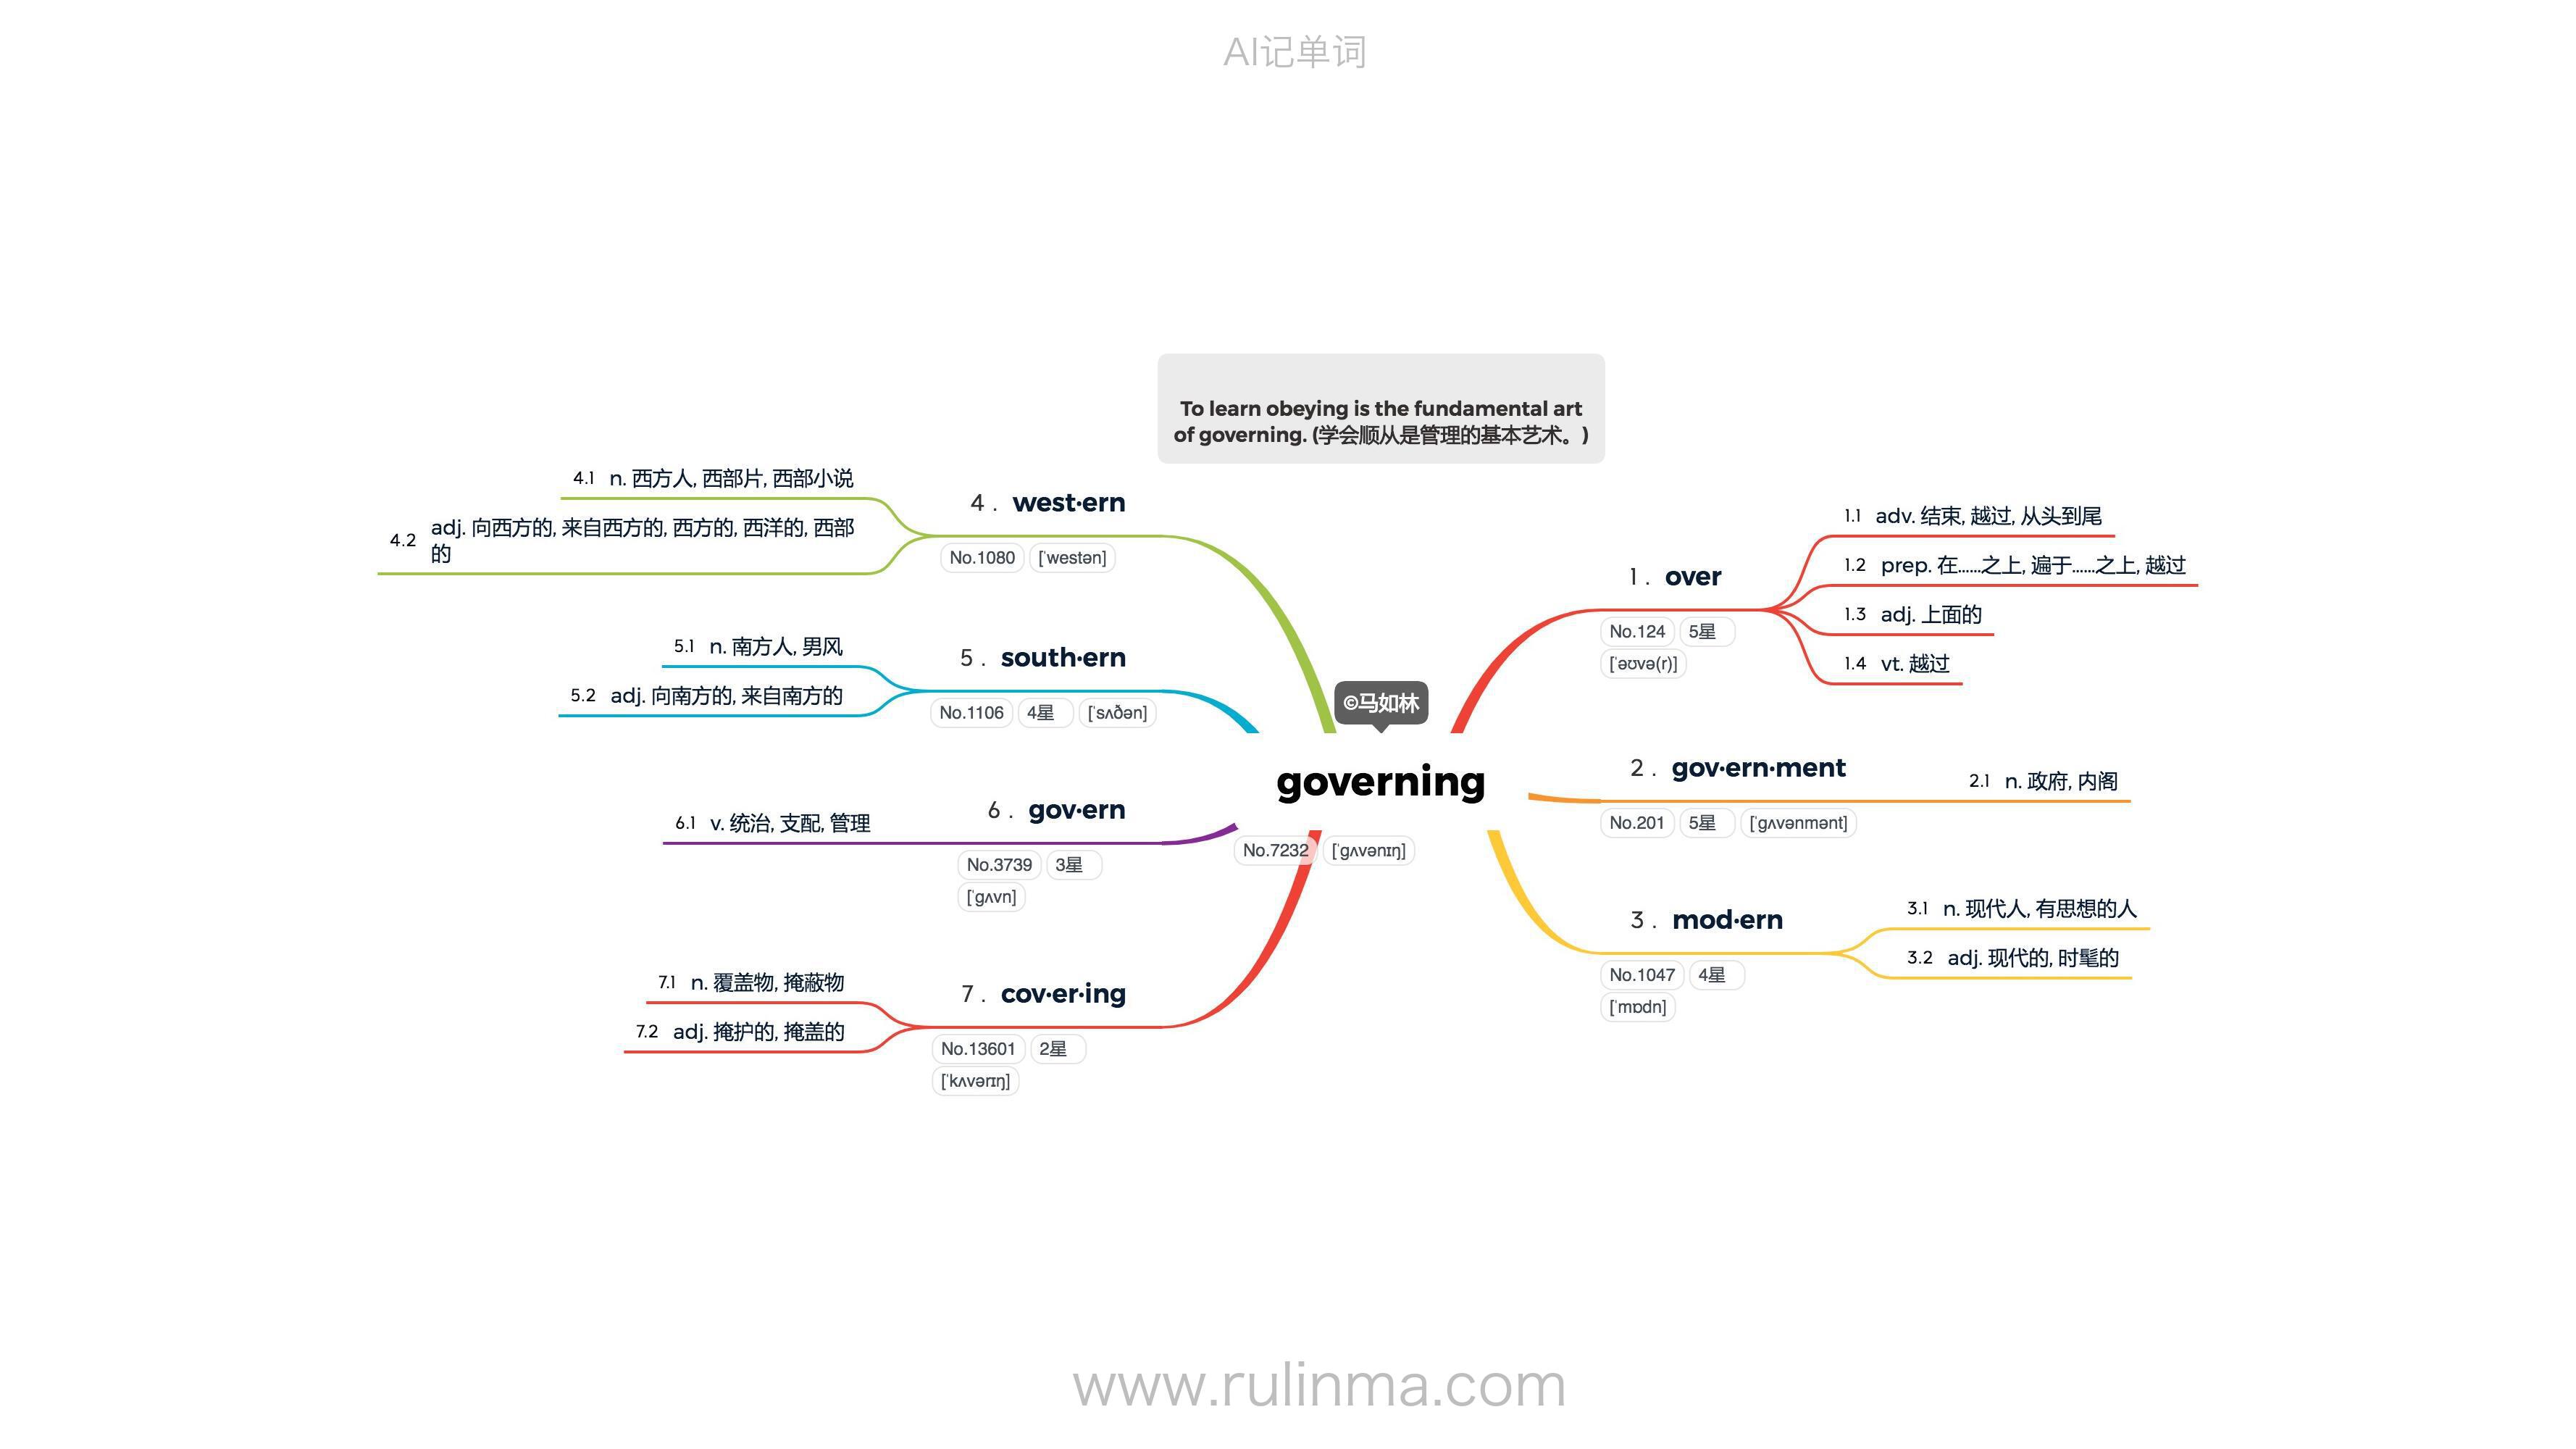 AI记单词
To learn obeying is the fundamental art
of governing. (学会顺从是管理的基本艺术。)
©马如林
governing
No.7232 [ˈgʌvənɪŋ]
1 . over
No.124 5星
[ˈəʊvə(r)]
1.1 adv. 结束, 越过, 从头到尾
1.2 prep. 在……之上, 遍于……之上, 越过
1.3 adj. 上面的
1.4 vt. 越过
2 . gov·ern·ment
No.201 5星 [ˈgʌvənmənt]
2.1 n. 政府, 内阁
3 . mod·ern
No.1047 4星
[ˈmɒdn]
3.1 n. 现代人, 有思想的人
3.2 adj. 现代的, 时髦的
4 . west·ern
No.1080 [ˈwestən]
4.1 n. 西方人, 西部片, 西部小说
4.2 adj. 向西方的, 来自西方的, 西方的, 西洋的, 西部
的
5 . south·ern
No.1106 4星 [ˈsʌðən]
5.1 n. 南方人, 男风
5.2 adj. 向南方的, 来自南方的
6 . gov·ern
No.3739 3星
[ˈgʌvn]
6.1 v. 统治, 支配, 管理
7 . cov·er·ing
No.13601 2星
[ˈkʌvərɪŋ]
7.1 n. 覆盖物, 掩蔽物
7.2 adj. 掩护的, 掩盖的
www.rulinma.com